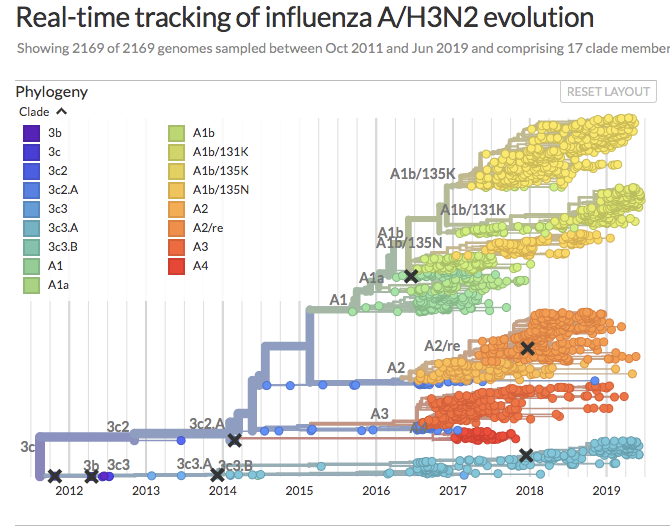 Real-time tracking of influenza A/H3N2 evolution
Showing 2169 of 2169 genomes sampled between Oct 2011 and Jun 2019 and comprising 17 clade member
Phylogeny
RESET LAYOUT
Clade
3b
3c
3c2
3c2.A
3c3
3c3.A
3c3.B
A1
A1a
A1b
A1b/131K
A1b/135K
A1b/135N
A2
A2/re
A3
A4
A1b/135K
A1b/131K
A1b
A1b/135N
A1a
A1
A2/re
A2
A3
A4
3c2.A
3c2
3c
3b 3c3
3c3.A
3c3.B
2012 2013 2014 2015 2016 2017 2018 2019